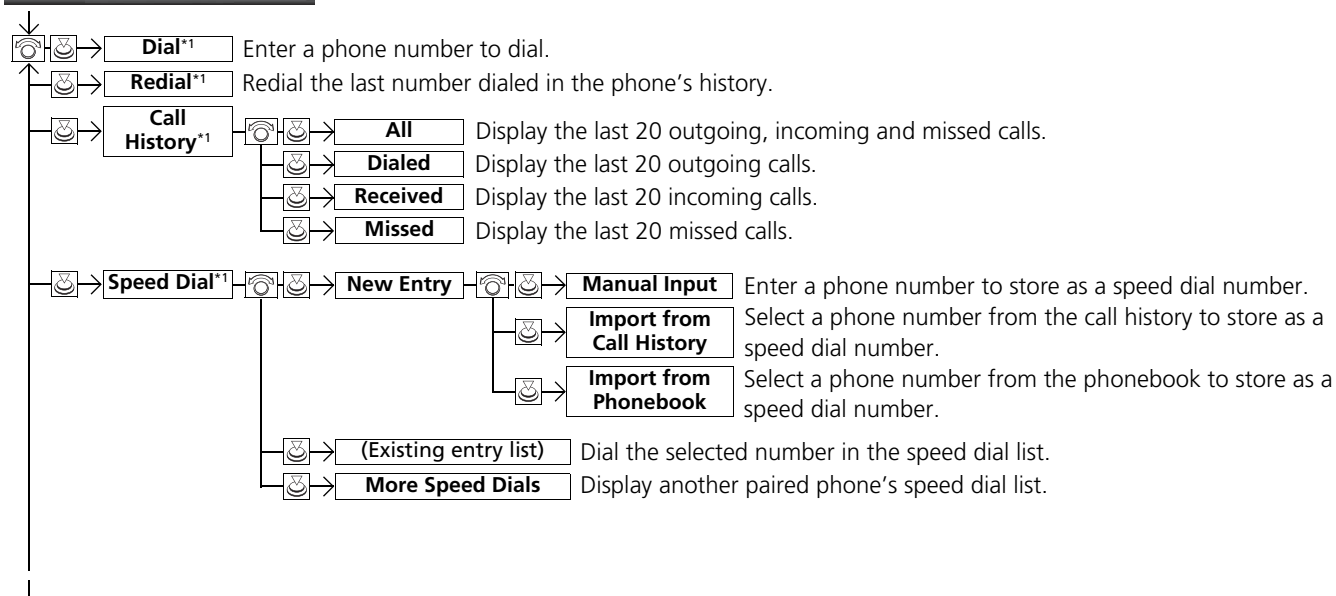 Dial*1 Enter a phone number to dial.
Redial*1 Redial the last number dialed in the phone's history.
Call
History*1
All Display the last 20 outgoing, incoming and missed calls.
Dialed Display the last 20 outgoing calls.
Received Display the last 20 incoming calls.
Missed Display the last 20 missed calls.
Speed Dial*1 New Entry Manual Input Enter a phone number to store as a speed dial number.
Import from
Call History
Select a phone number from the call history to store as a
speed dial number.
Import from
Phonebook
Select a phone number from the phonebook to store as a
speed dial number.
(Existing entry list) Dial the selected number in the speed dial list.
More Speed Dials Display another paired phone's speed dial list.